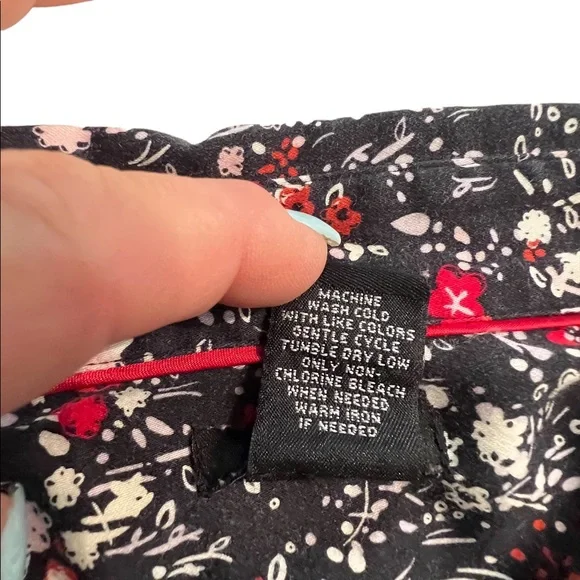 MACHINE
WASH COLD
WITH LIKE COLORS
GENTLE CYCLE
TUMBLE DRY LOW
ONLY NON-
CHLORINE BLEACH
WHEN NEEDED
WARM IRON
IF NEEDED